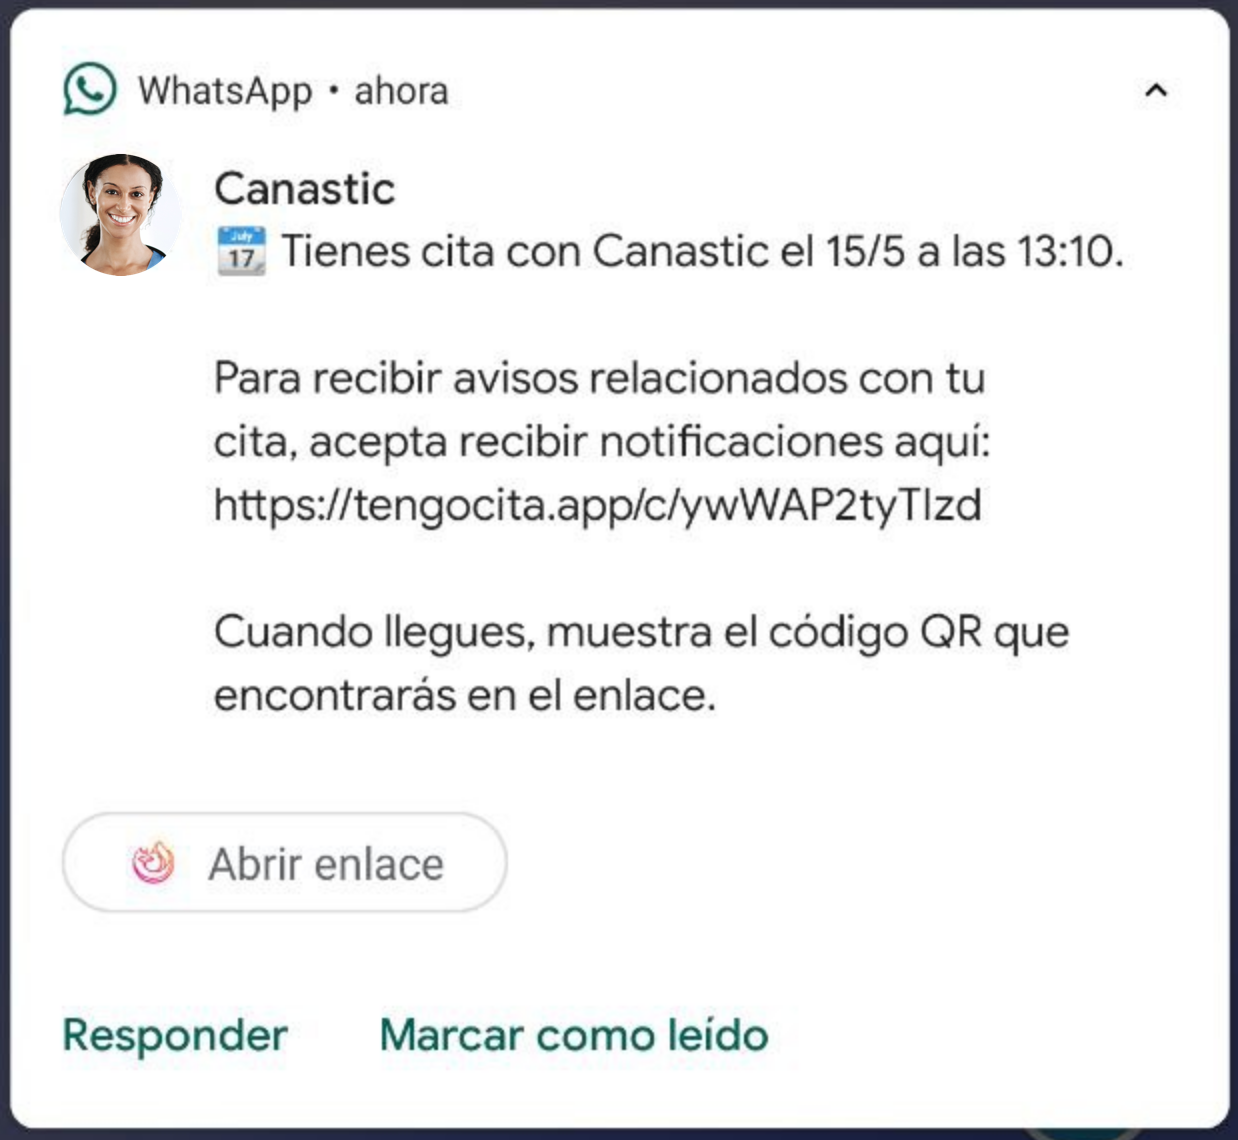 WhatsApp • ahora
Canastic
July
17
Tienes cita con Canastic el 15/5 a las 13:10.
Para recibir avisos relacionados con tu
cita, acepta recibir notificaciones aquí:
https://tengocita.app/c/ywWAP2tyTlzd
Cuando llegues, muestra el código QR que
encontrarás en el enlace.
Abrir enlace
Responder Marcar como leído